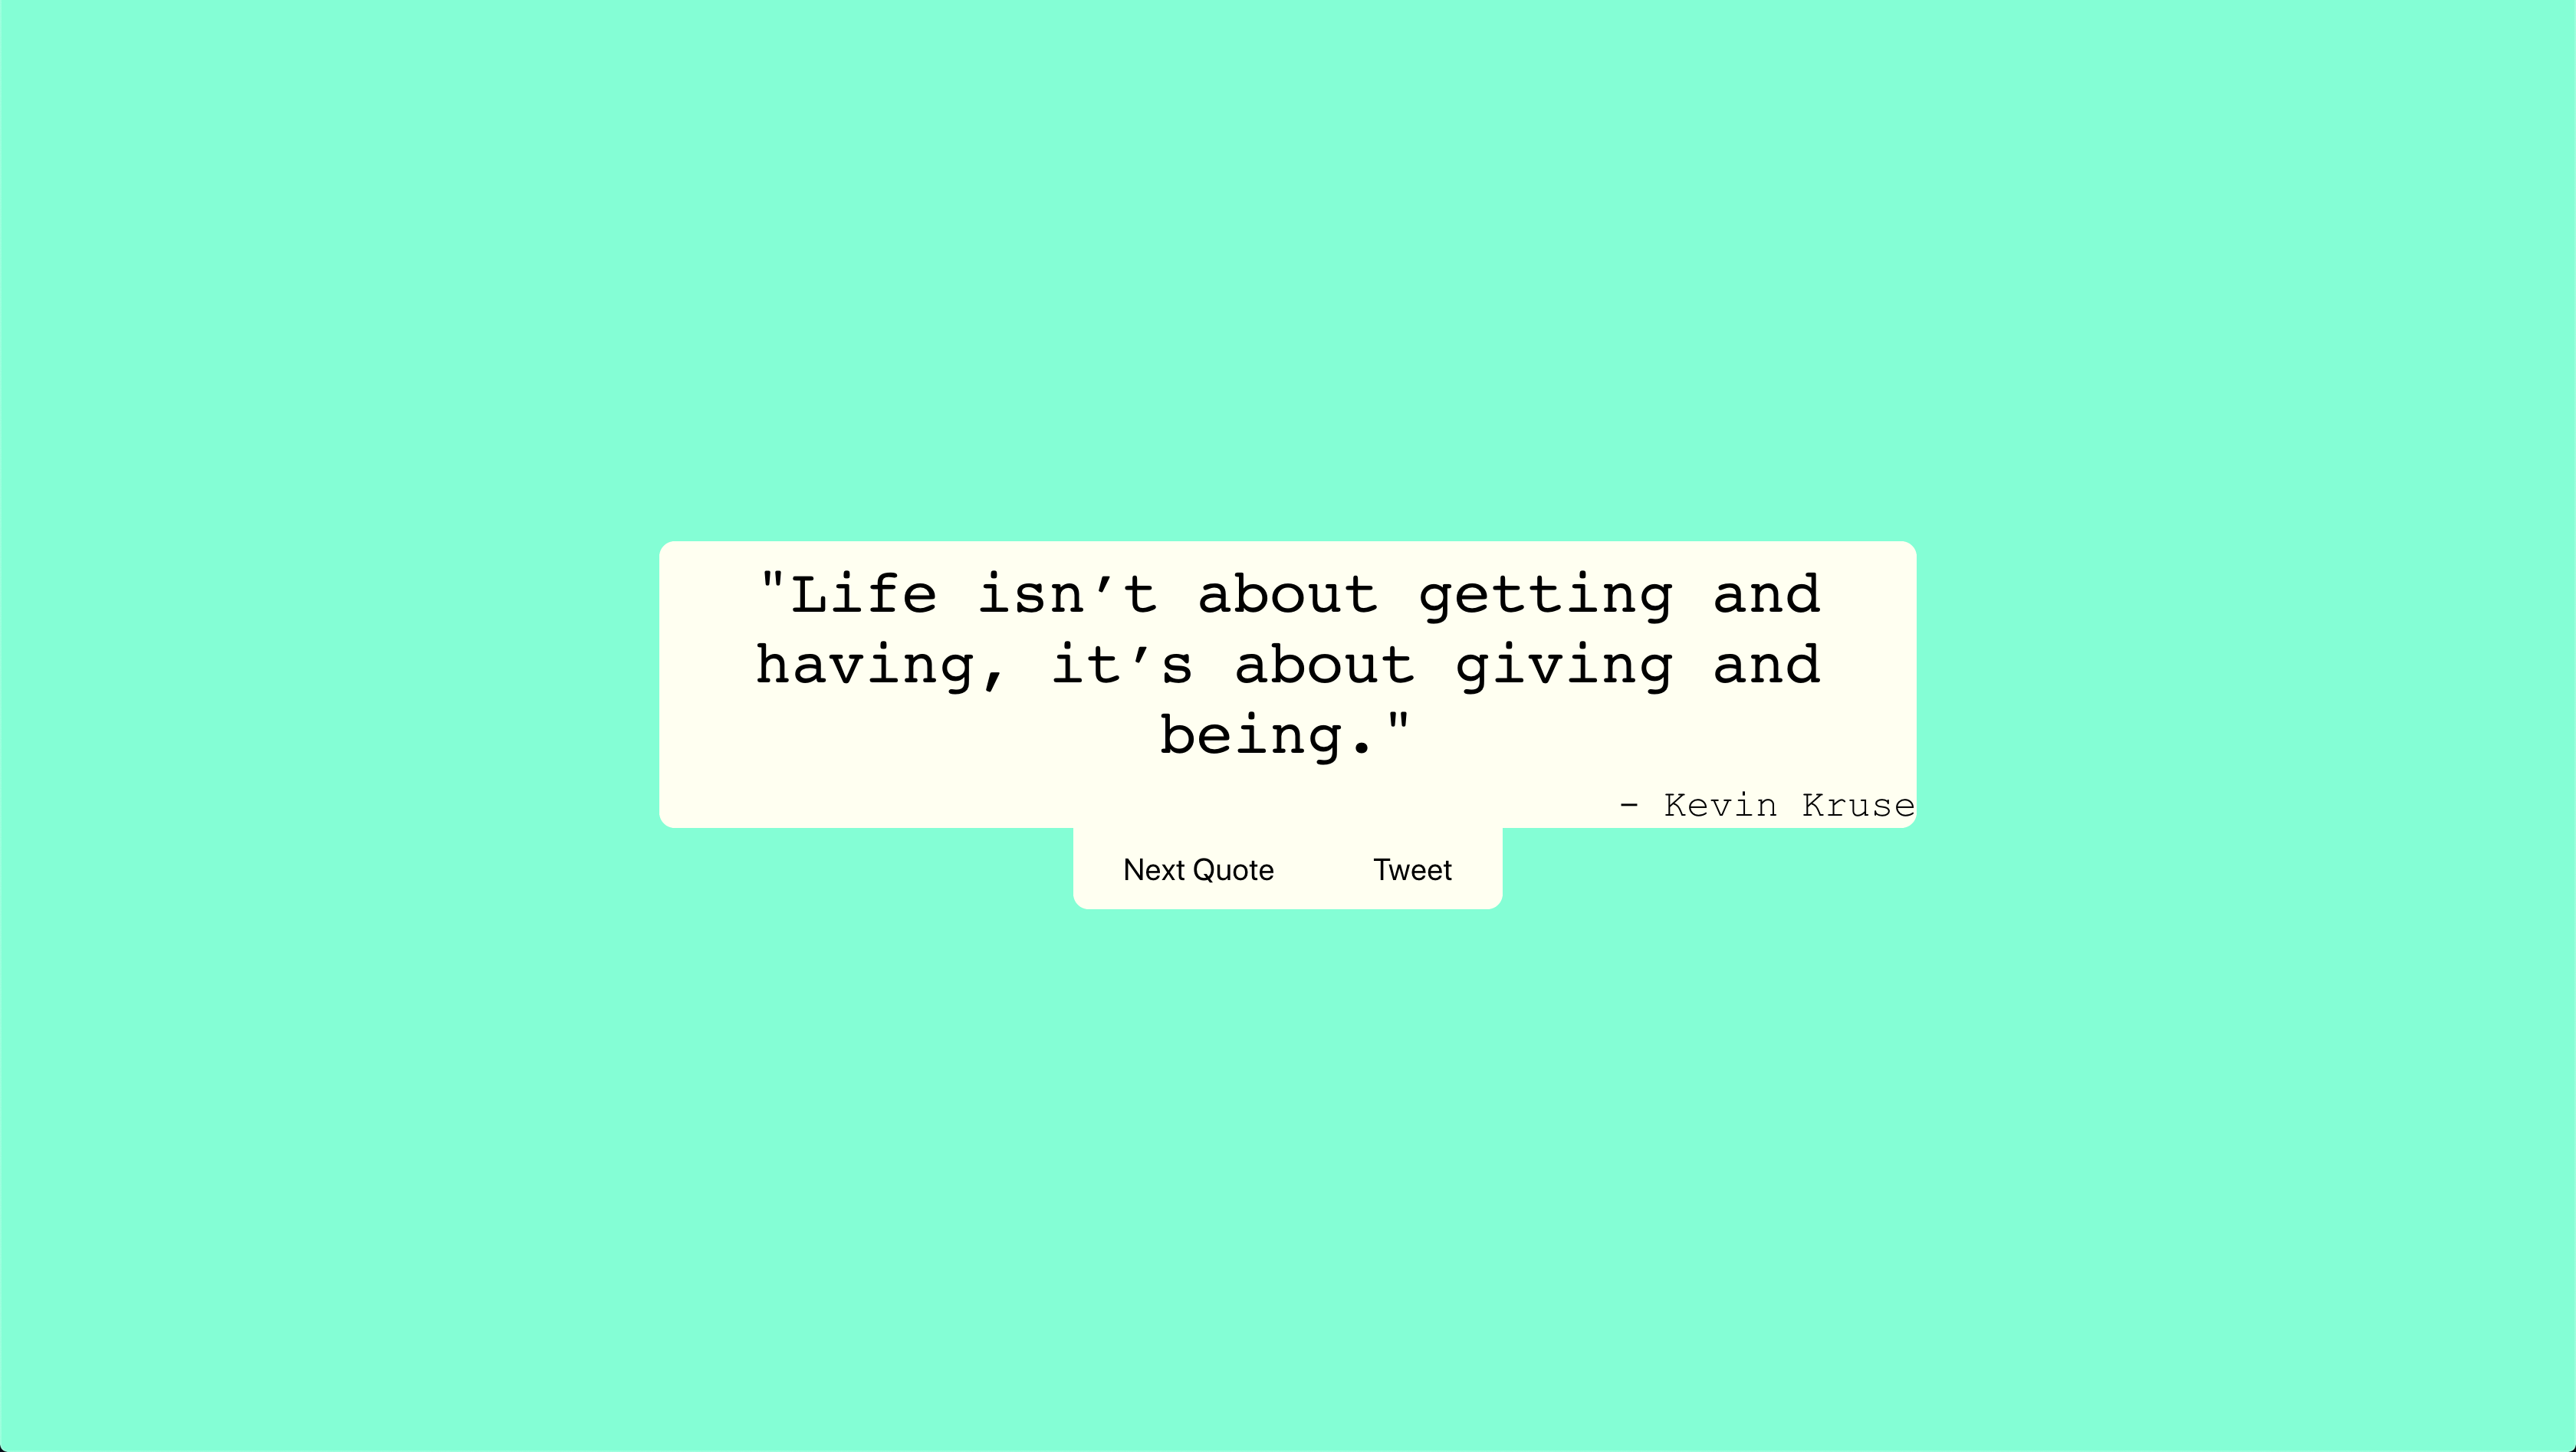 "Life isn’t about getting and
having, it’s about giving and
being."
- Kevin Kruse
Next Quote Tweet